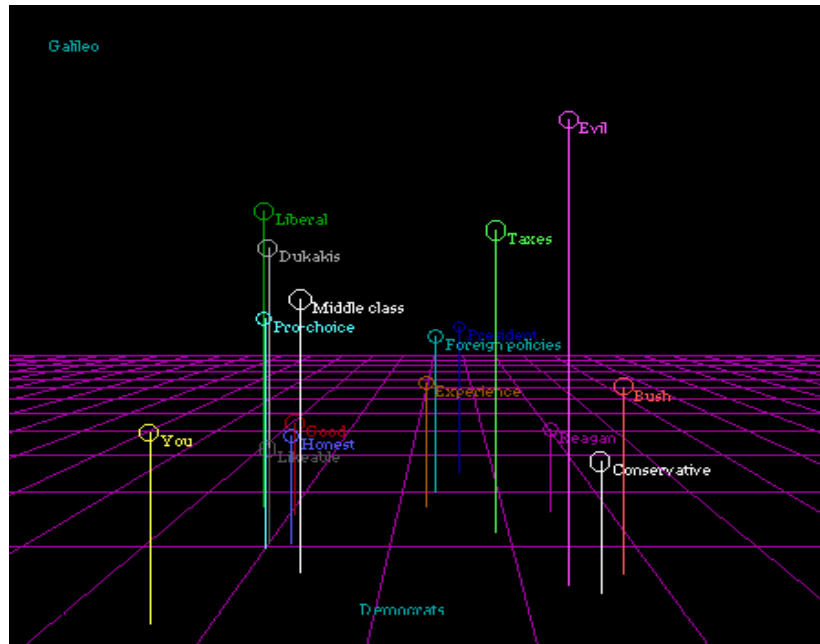 Galileo
Evil
Liberal
Taxes
Dukakis
Middle class
Pro-choice
President
Foreign policies
Experience
Bush
Good
You
Honest
Reagan
Likeable
Conservative
Democrats